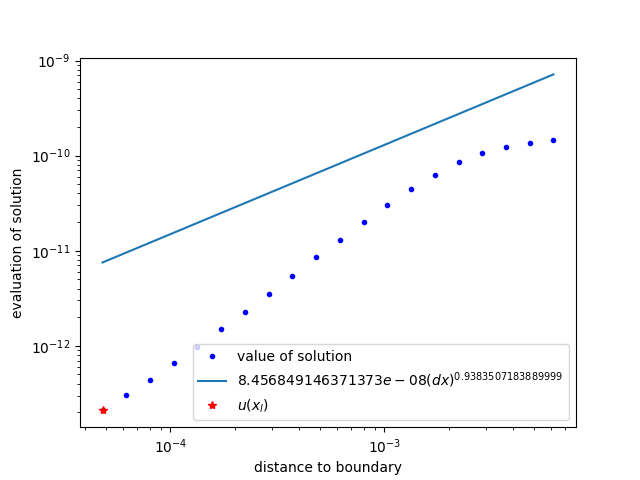 10⁻⁹
10⁻¹⁰
10⁻¹¹
10⁻¹²
evaluation of solution
value of solution
8.456849146371373e − 08(dx)^0.9383507183889999
u(x_I)
10⁻⁴
10⁻³
distance to boundary